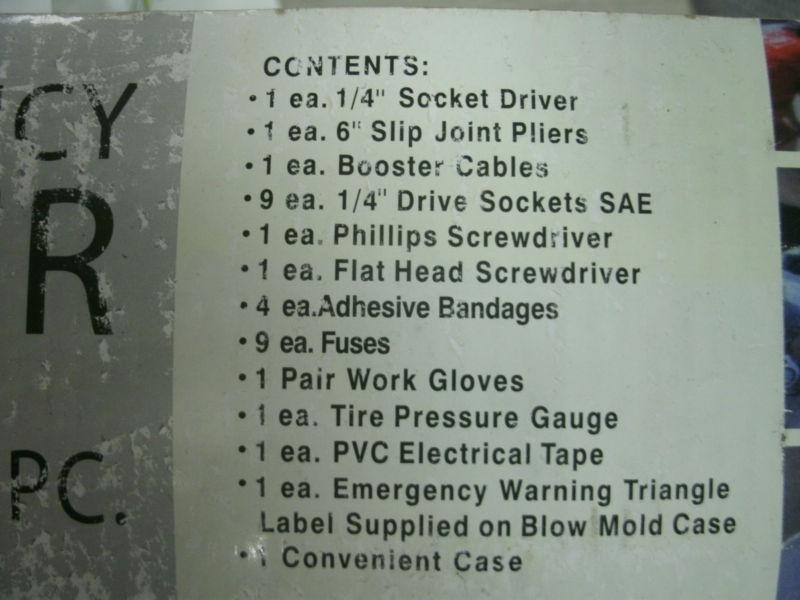 CY
R
PC.
CONTENTS:
• 1 ea. 1/4" Socket Driver
• 1 ea. 6" Slip Joint Pliers
• 1 ea. Booster Cables
• 9 ea. 1/4" Drive Sockets SAE
• 1 ea. Phillips Screwdriver
• 1 ea. Flat Head Screwdriver
• 4 ea.Adhesive Bandages
• 9 ea. Fuses
• 1 Pair Work Gloves
• 1 ea. Tire Pressure Gauge
• 1 ea. PVC Electrical Tape
• 1 ea. Emergency Warning Triangle
Label Supplied on Blow Mold Case
• 1 Convenient Case